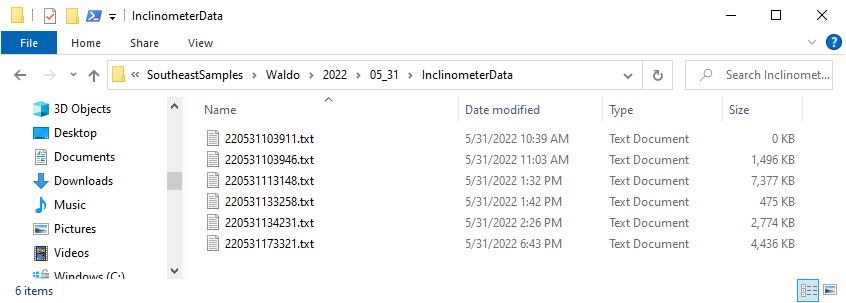 InclinometerData
File Home Share View
« SoutheastSamples > Waldo > 2022 > 05_31 > InclinometerData Search Inclinomet...
3D Objects
Desktop
Documents
Downloads
Music
Pictures
Videos
Windows (C:)
Name Date modified Type Size
220531103911.txt 5/31/2022 10:39 AM Text Document 0 KB
220531103946.txt 5/31/2022 11:03 AM Text Document 1,496 KB
220531113148.txt 5/31/2022 1:32 PM Text Document 7,377 KB
220531133258.txt 5/31/2022 1:42 PM Text Document 475 KB
220531134231.txt 5/31/2022 2:26 PM Text Document 2,774 KB
220531173321.txt 5/31/2022 6:43 PM Text Document 4,436 KB
6 items